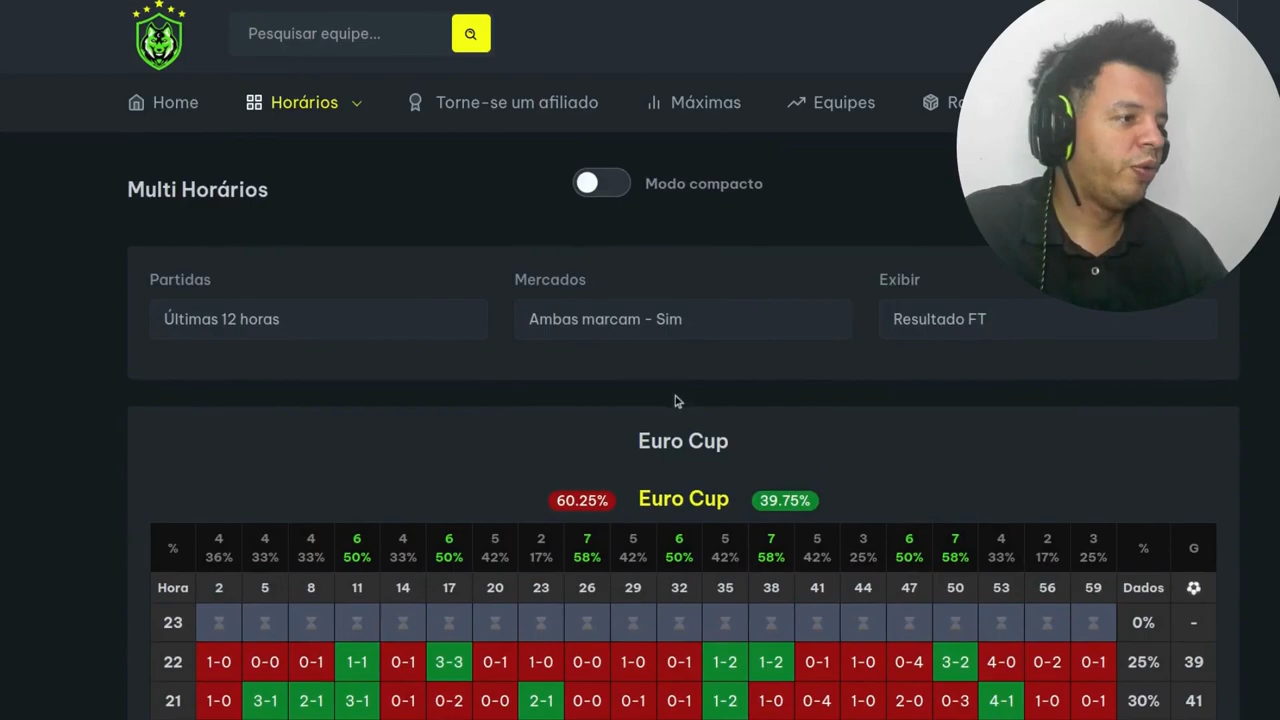 Pesquisar equipe...
Home Horários Torne-se um afiliado Máximas Equipes
Multi Horários Modo compacto
Partidas Mercados Exibir
Últimas 12 horas Ambas marcam - Sim Resultado FT
Euro Cup
60.25% Euro Cup 39.75%
% 4 4 4 6 4 6 5 2 7 5 6 5 7 5 3 6 7 4 2 3 % G
36% 33% 33% 50% 33% 50% 42% 17% 58% 42% 50% 42% 58% 42% 25% 50% 58% 33% 17% 25%
Hora 2 5 8 11 14 17 20 23 26 29 32 35 38 41 44 47 50 53 56 59 Dados
23 0% -
22 1-0 0-0 0-1 1-1 0-1 3-3 0-1 1-0 0-0 1-0 0-1 1-2 1-2 0-1 1-0 0-4 3-2 4-0 0-2 0-1 25% 39
21 1-0 3-1 2-1 3-1 0-1 0-2 0-0 2-1 0-0 0-1 0-1 1-2 1-0 0-4 1-0 2-0 0-3 4-1 1-0 0-1 30% 41